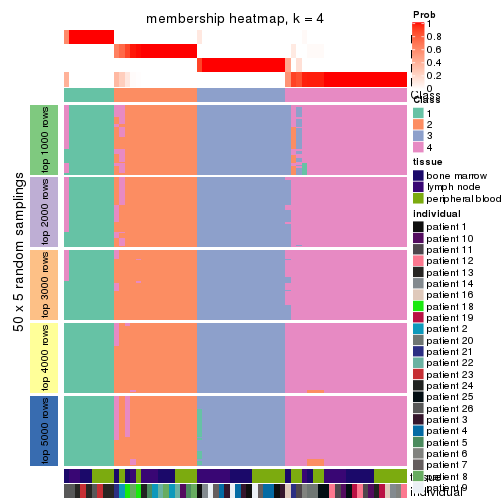 membership heatmap, k = 4
50 x 5 random samplings
top 1000 rows
top 2000 rows
top 3000 rows
top 4000 rows
top 5000 rows
Prob
1
0.8
0.6
0.4
0.2
0
Class
Class
1
2
3
4
tissue
bone marrow
lymph node
peripheral blood
individual
patient 1
patient 10
patient 11
patient 12
patient 13
patient 14
patient 16
patient 18
patient 19
patient 2
patient 20
patient 21
patient 22
patient 23
patient 24
patient 25
patient 26
patient 3
patient 4
patient 5
patient 6
patient 7
patient 8
patient 9
tissue
individual